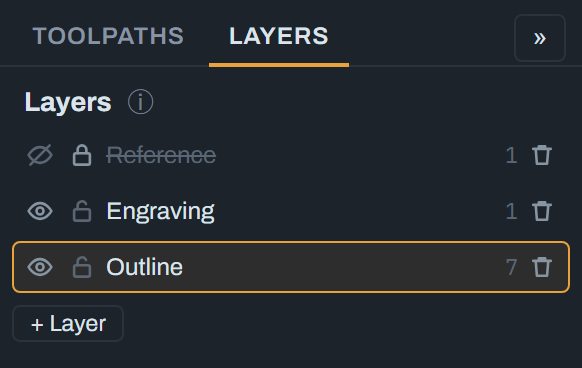 TOOLPATHS LAYERS »
Layers ⓘ
Reference 1
Engraving 1
Outline 7
+ Layer